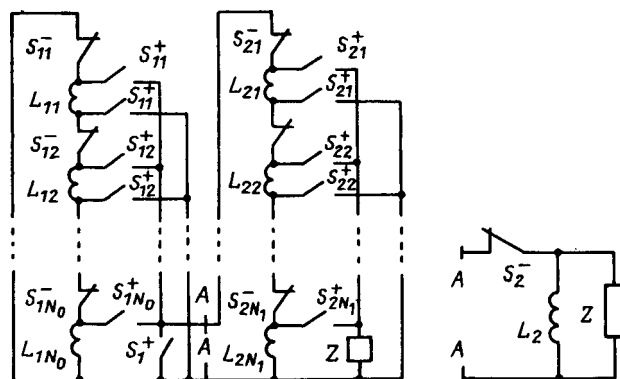 S₁₁⁻ S₁₁⁺ S₂₁⁻ S₂₁⁺
L₁₁ S₁₁⁺ L₂₁ S₂₁⁺
S₁₂⁻ S₁₂⁺ S₂₂⁺
L₁₂ S₁₂⁺ L₂₂ S₂₂⁺
S₁N₀⁻ S₁N₀⁺ A S₂N₁⁻ S₂N₁⁺ A S₂⁻
L₁N₀ S₁⁺ A L₂N₁ Z A L₂ Z